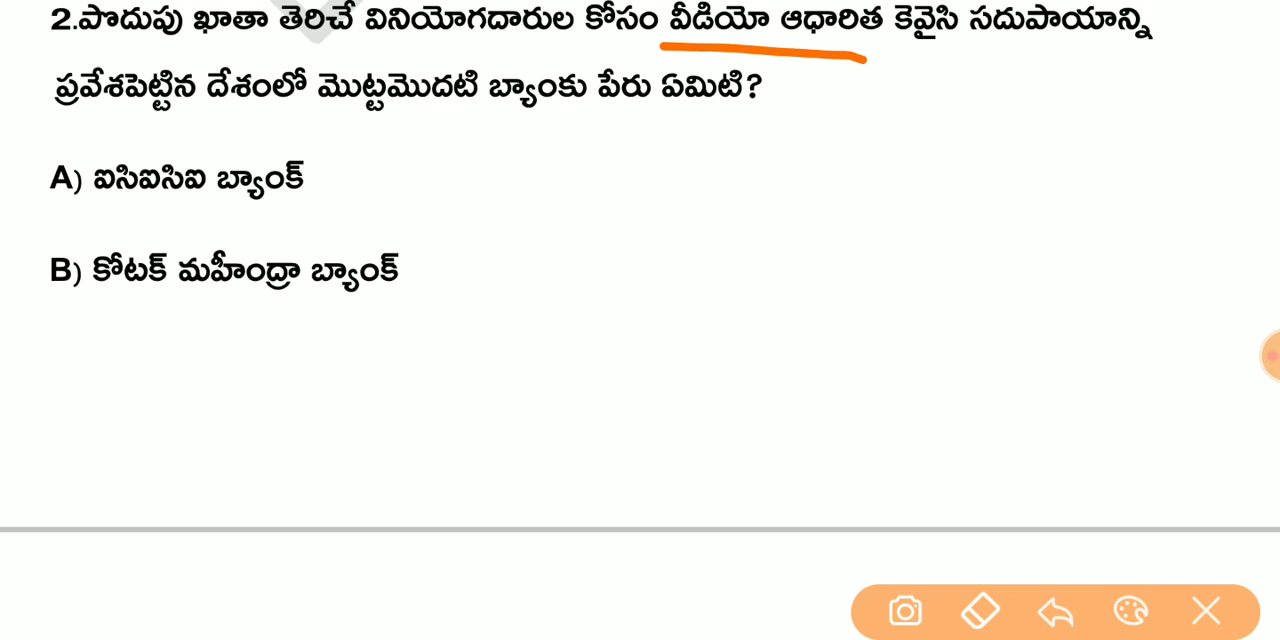 2.పొదుపు ఖాతా తెరిచే వినియోగదారుల కోసం వీడియో ఆధారిత కెవైసి సదుపాయాన్ని
ప్రవేశపెట్టిన దేశంలో మొట్టమొదటి బ్యాంకు పేరు ఏమిటి?
A) ఐసిఐసిఐ బ్యాంక్
B) కోటక్ మహీంద్రా బ్యాంక్